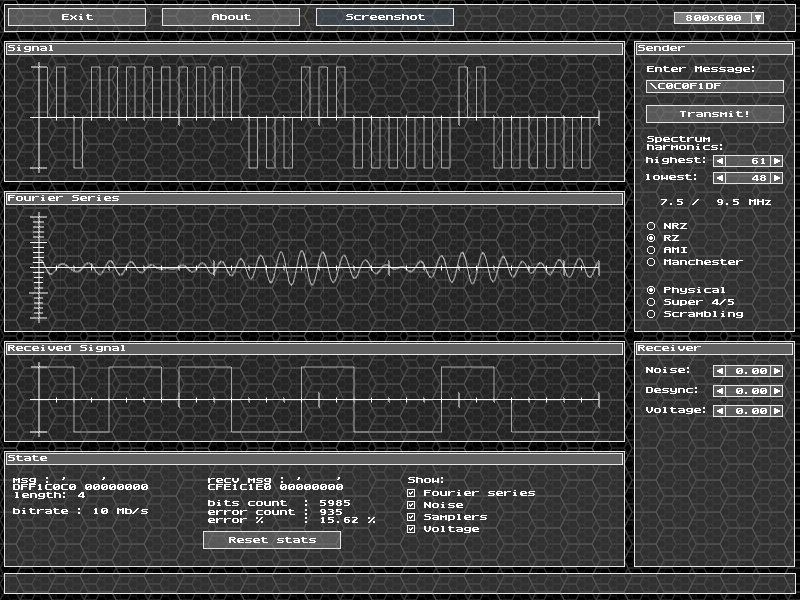 Exit About Screenshot 800x600
Signal
Sender
Enter Message:
\C0C0F1DF
Transmit!
Spectrum
harmonics:
highest: 61
lowest: 48
7.5 / 9.5 MHz
NRZ
RZ
AMI
Manchester
Physical
Super 4/5
Scrambling
Fourier Series
Received Signal
Receiver
Noise: 0.00
Desync: 0.00
Voltage: 0.00
State
msg : ' '
DFF1C0C0 00000000
length: 4
bitrate : 10 Mb/s
recv msg : ' '
CFE1C1E0 00000000
bits count : 5985
error count : 935
error % : 15.62 %
Reset stats
Show:
Fourier series
Noise
Samplers
Voltage